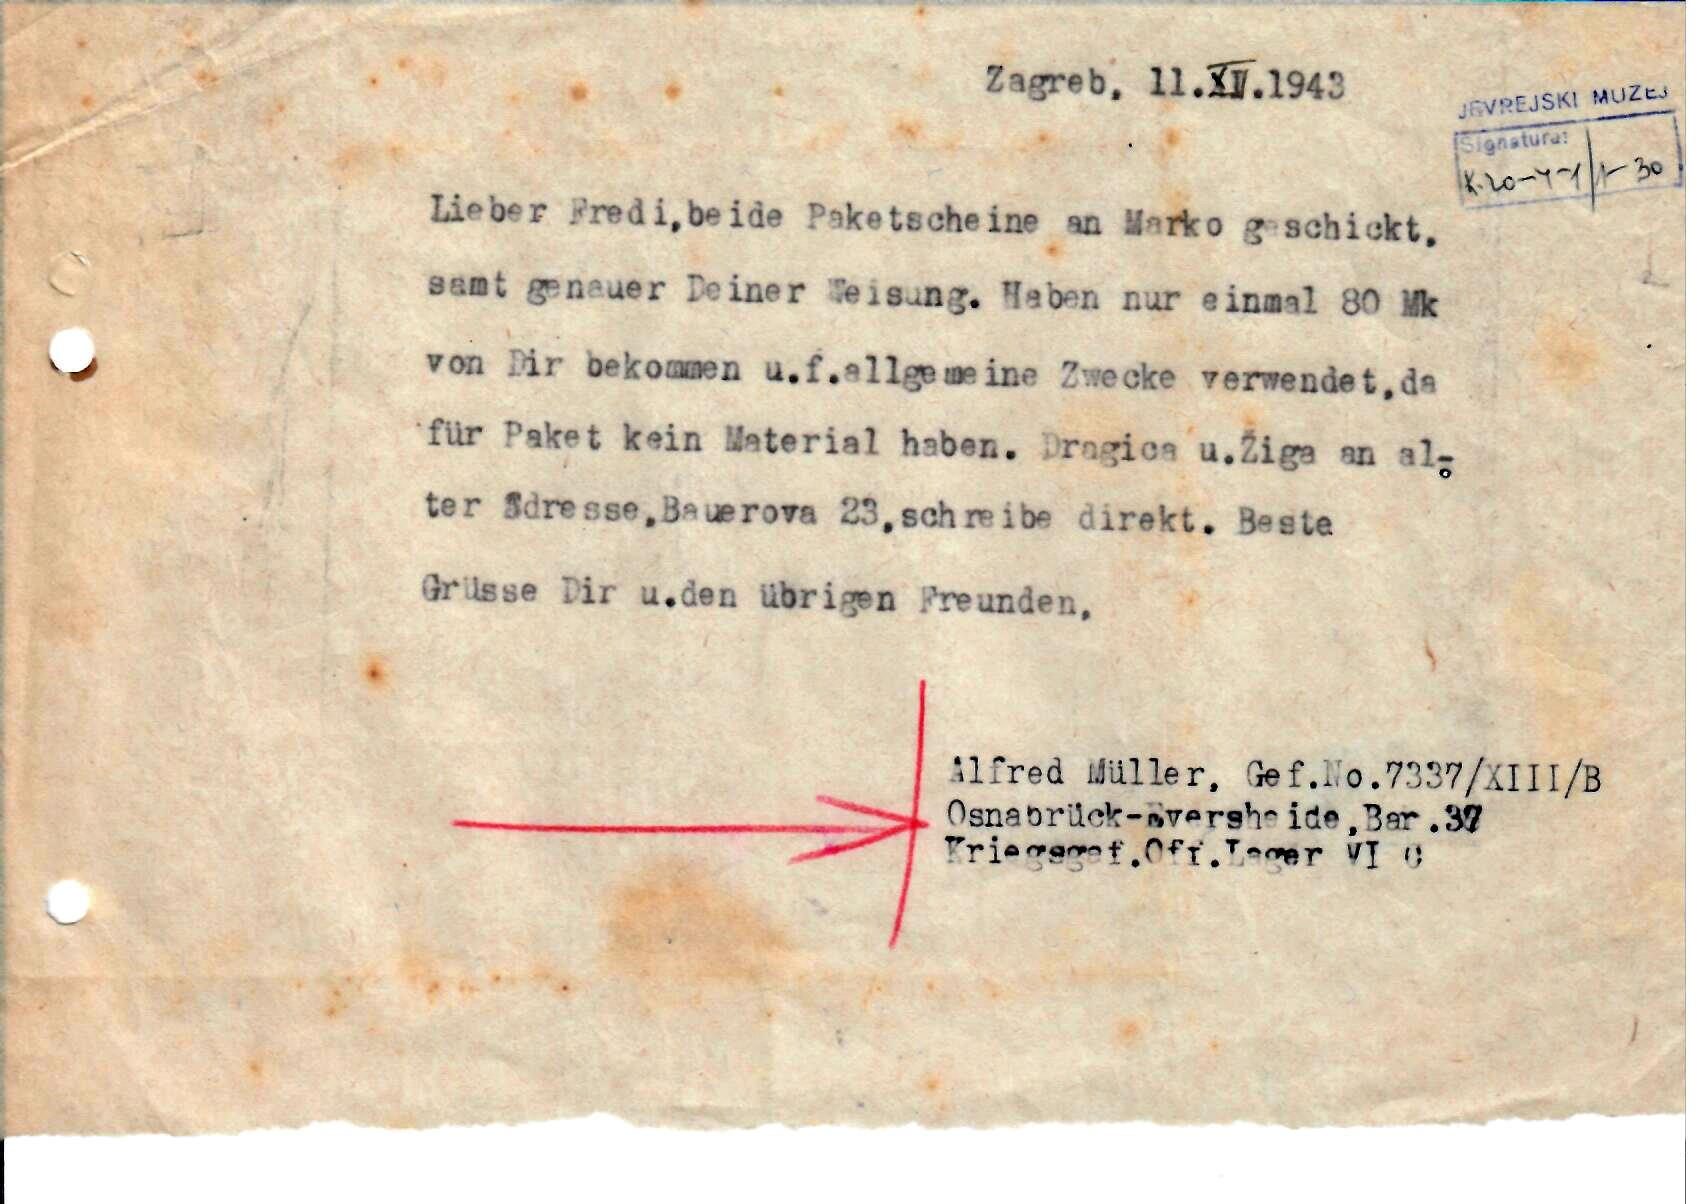 Zagreb, 11.XI.1943
JEVREJSKI MUZEJ
Signatura:
K.20-4-1/1-30
Lieber Fredi,beide Paketscheine an Marko geschickt,
samt genauer Deiner Weisung. Haben nur einmal 80 Mk
von Dir bekommen u.f.allgemeine Zwecke verwendet,da
für Paket kein Material haben. Dragica u.Žiga an al-
ter Adresse,Bauerova 23,schreibe direkt. Beste
Grüsse Dir u.den übrigen Freunden,
Alfred Müller, Gef.No.7337/XIII/B
Osnabrück-Eversheide,Bar.37
Kriegsgef.Off.Lager VI C